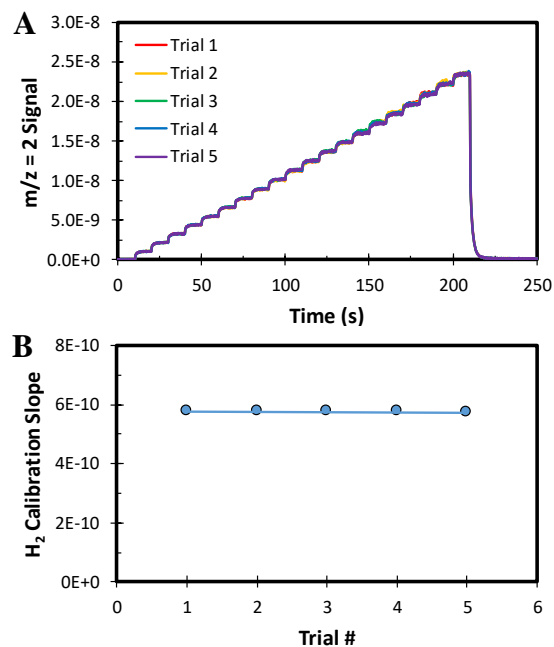 A
m/z = 2 Signal
3.0E-8
2.5E-8
2.0E-8
1.5E-8
1.0E-8
5.0E-9
0.0E+0
Trial 1
Trial 2
Trial 3
Trial 4
Trial 5
0 50 100 150 200 250
Time (s)
B
H₂ Calibration Slope
8E-10
6E-10
4E-10
2E-10
0E+0
0 1 2 3 4 5 6
Trial #